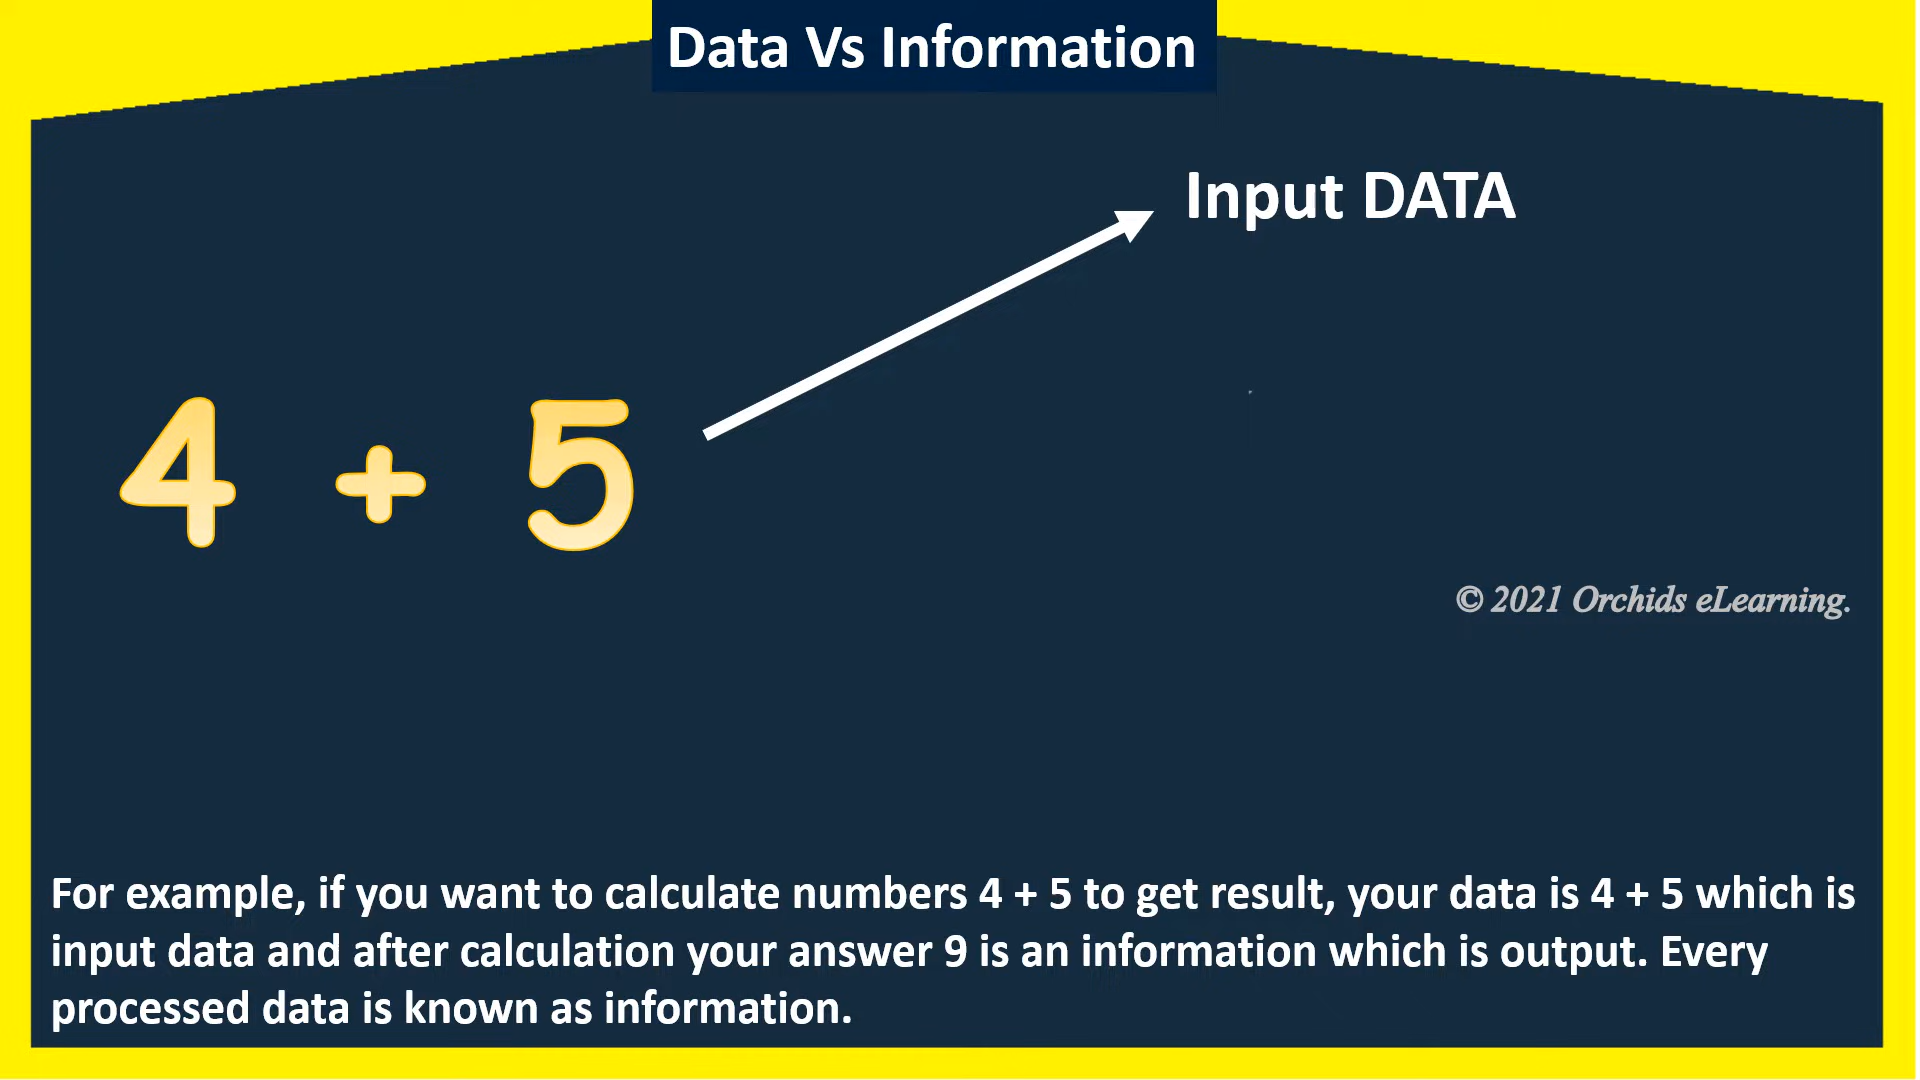 Data Vs Information
Input DATA
4 + 5
© 2021 Orchids eLearning.
For example, if you want to calculate numbers 4 + 5 to get result, your data is 4 + 5 which is
input data and after calculation your answer 9 is an information which is output. Every
processed data is known as information.